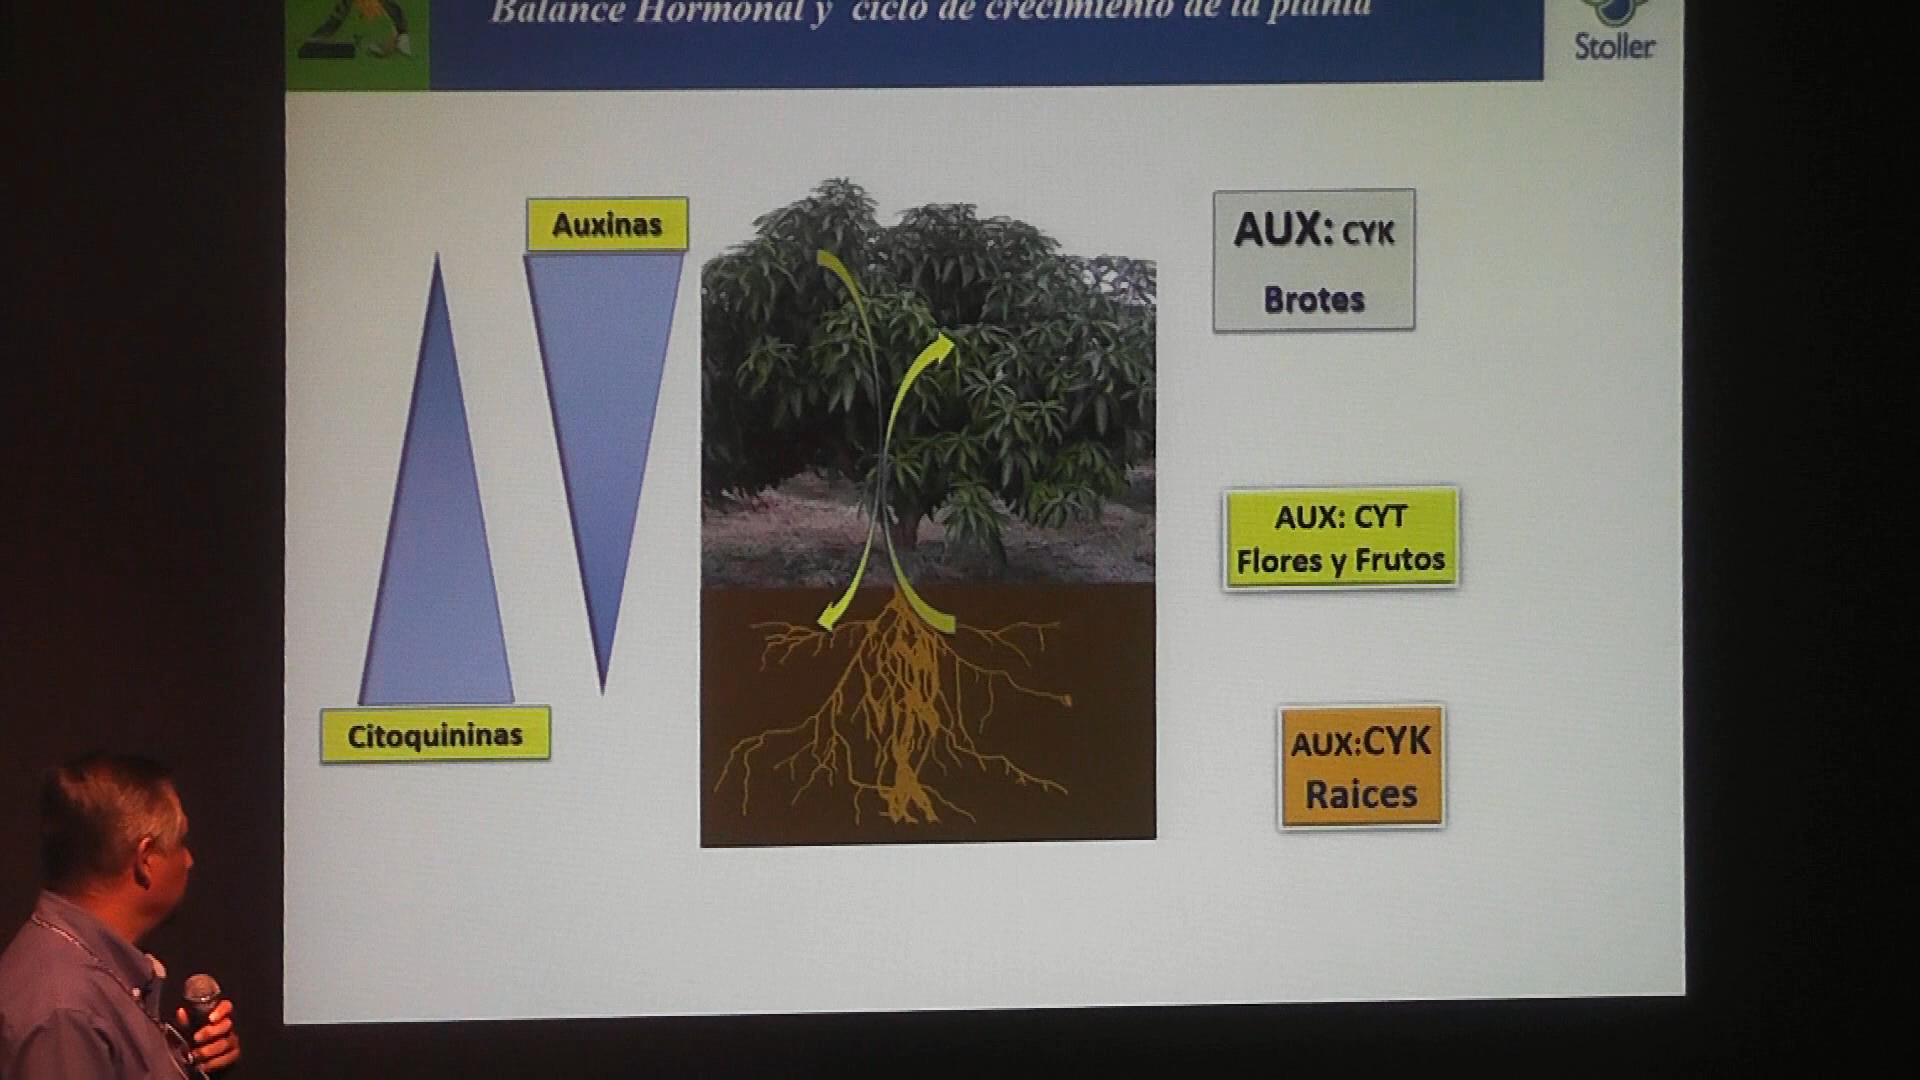 Balance Hormonal y ciclo de crecimiento de la planta
Stoller
Auxinas
Citoquininas
AUX: CYK
Brotes
AUX: CYT
Flores y Frutos
AUX:CYK
Raices